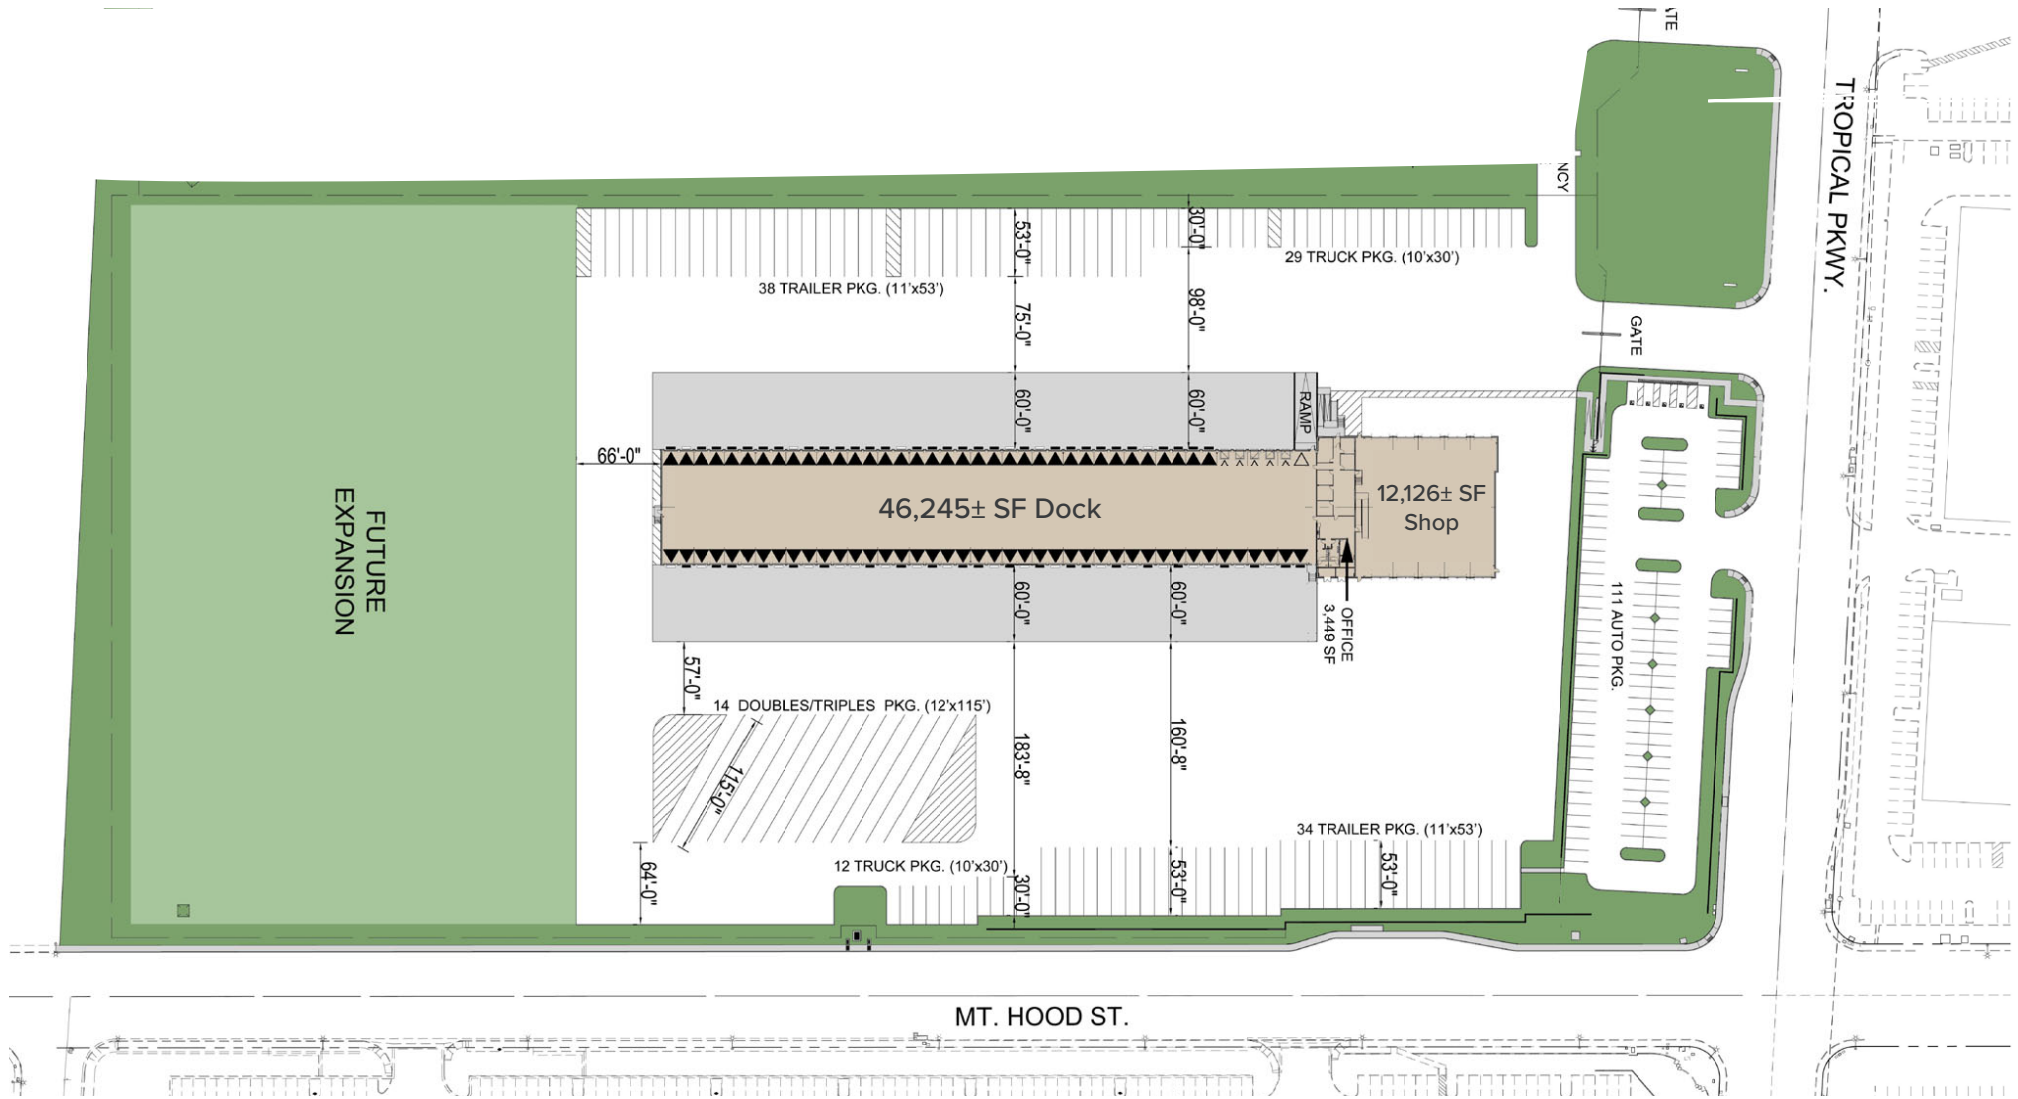 ATE
TROPICAL PKWY.
NCY
53'-0"
30'-0"
29 TRUCK PKG. (10'x30')
38 TRAILER PKG. (11'x53')
75'-0"
98'-0"
GATE
60'-0"
60'-0"
RAMP
66'-0"
46,245± SF Dock
12,126± SF
Shop
FUTURE
EXPANSION
60'-0"
60'-0"
OFFICE
3,449 SF
111 AUTO PKG.
57'-0"
14 DOUBLES/TRIPLES PKG. (12'x115')
115'-0"
183'-8"
160'-8"
34 TRAILER PKG. (11'x53')
12 TRUCK PKG. (10'x30')
64'-0"
30'-0"
53'-0"
53'-0"
MT. HOOD ST.